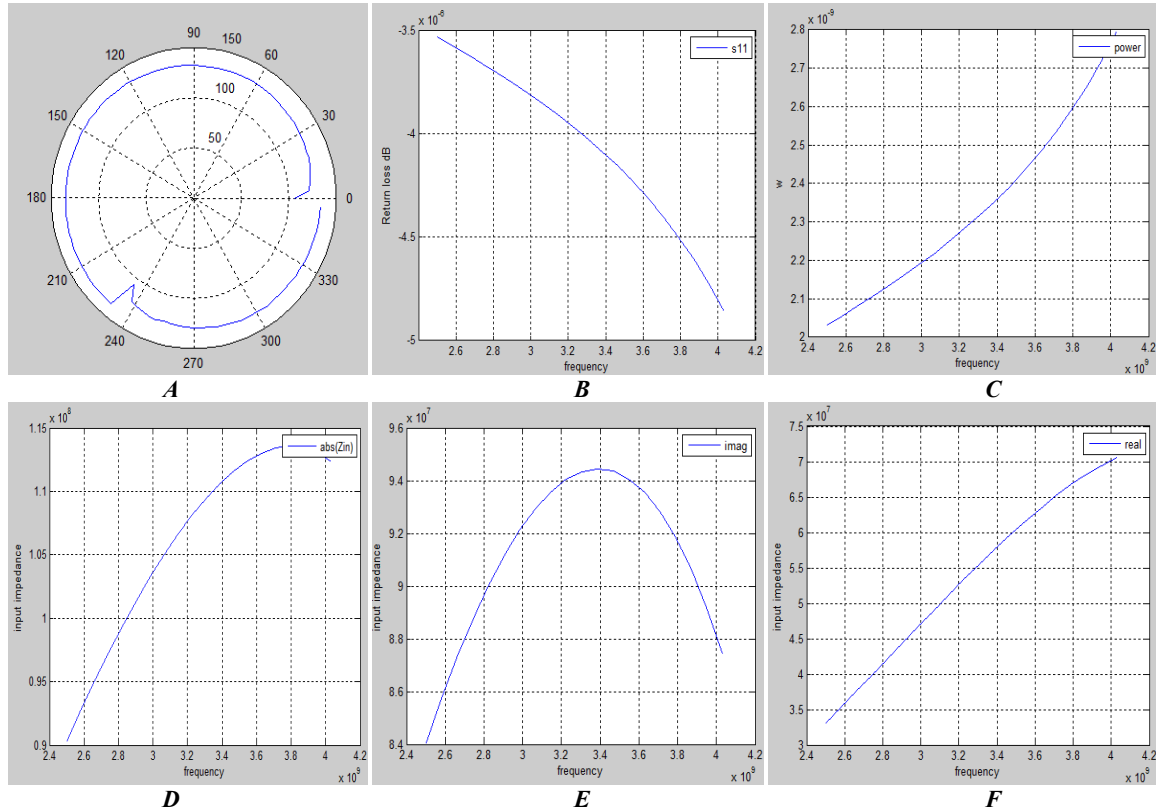 90
150
120
60
100
150
30
50
180
0
210
330
240
300
270
A
x 10^-6
-3.5
s11
-4
Return loss dB
-4.5
-5
2.6 2.8 3 3.2 3.4 3.6 3.8 4 4.2
frequency
x 10^9
B
x 10^-9
2.8
power
2.7
2.6
2.5
2.4
w
2.3
2.2
2.1
2
2.4 2.6 2.8 3 3.2 3.4 3.6 3.8 4 4.2
frequency
x 10^9
C
x 10^8
1.15
abs(Zin)
1.1
1.05
input impedance
1
0.95
0.9
2.4 2.6 2.8 3 3.2 3.4 3.6 3.8 4 4.2
frequency
x 10^9
D
x 10^7
9.6
imag
9.4
9.2
9
input impedance
8.8
8.6
8.4
2.4 2.6 2.8 3 3.2 3.4 3.6 3.8 4 4.2
frequency
x 10^9
E
x 10^7
7.5
real
7
6.5
6
5.5
5
input impedance
4.5
4
3.5
3
2.4 2.6 2.8 3 3.2 3.4 3.6 3.8 4 4.2
frequency
x 10^9
F